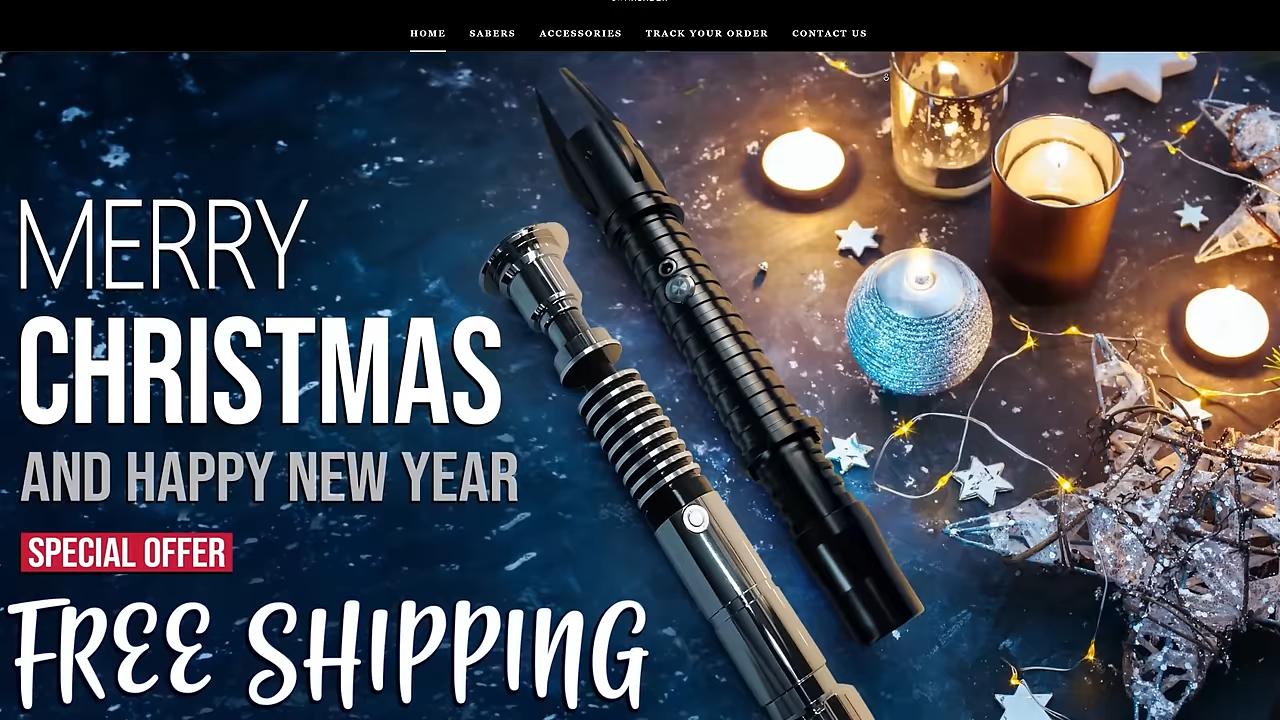 HOME SABERS ACCESSORIES TRACK YOUR ORDER CONTACT US
MERRY
CHRISTMAS
AND HAPPY NEW YEAR
SPECIAL OFFER
FREE SHIPPING